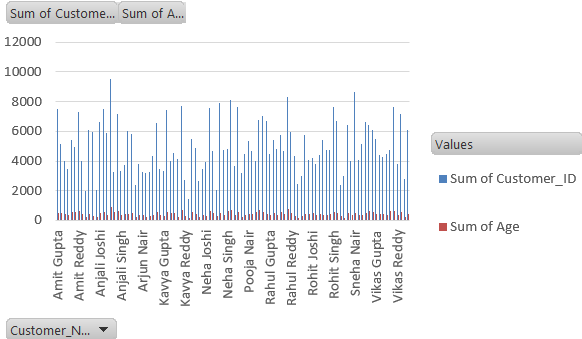 Sum of Custome... Sum of A...
12000
10000
8000
6000
4000
2000
0
Amit Gupta
Amit Reddy
Anjali Joshi
Anjali Singh
Arjun Nair
Kavya Gupta
Kavya Reddy
Neha Joshi
Neha Singh
Pooja Nair
Rahul Gupta
Rahul Reddy
Rohit Joshi
Rohit Singh
Sneha Nair
Vikas Gupta
Vikas Reddy
Values
Sum of Customer_ID
Sum of Age
Customer_N...